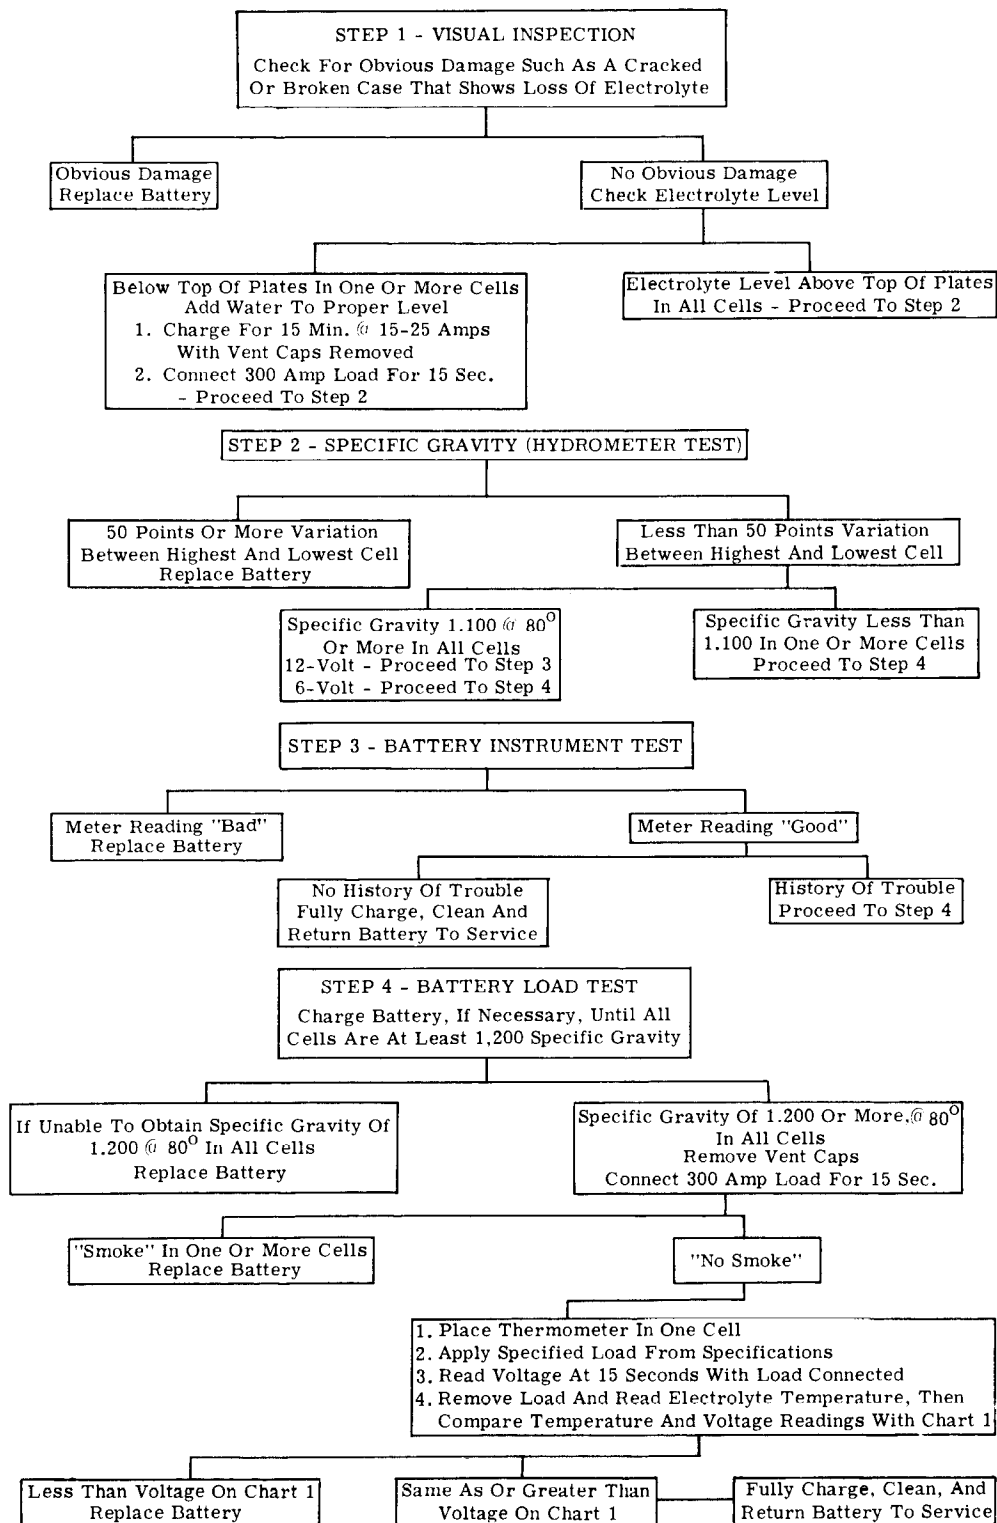 STEP 1 - VISUAL INSPECTION
Check For Obvious Damage Such As A Cracked
Or Broken Case That Shows Loss Of Electrolyte
Obvious Damage
Replace Battery
No Obvious Damage
Check Electrolyte Level
Below Top Of Plates In One Or More Cells
Add Water To Proper Level
1. Charge For 15 Min. @ 15-25 Amps
With Vent Caps Removed
2. Connect 300 Amp Load For 15 Sec.
- Proceed To Step 2
Electrolyte Level Above Top Of Plates
In All Cells - Proceed To Step 2
STEP 2 - SPECIFIC GRAVITY (HYDROMETER TEST)
50 Points Or More Variation
Between Highest And Lowest Cell
Replace Battery
Less Than 50 Points Variation
Between Highest And Lowest Cell
Specific Gravity 1.100 @ 80°
Or More In All Cells
12-Volt - Proceed To Step 3
6-Volt - Proceed To Step 4
Specific Gravity Less Than
1.100 In One Or More Cells
Proceed To Step 4
STEP 3 - BATTERY INSTRUMENT TEST
Meter Reading "Bad"
Replace Battery
Meter Reading "Good"
No History Of Trouble
Fully Charge, Clean And
Return Battery To Service
History Of Trouble
Proceed To Step 4
STEP 4 - BATTERY LOAD TEST
Charge Battery, If Necessary, Until All
Cells Are At Least 1,200 Specific Gravity
If Unable To Obtain Specific Gravity Of
1.200 @ 80° In All Cells
Replace Battery
Specific Gravity Of 1.200 Or More.@ 80°
In All Cells
Remove Vent Caps
Connect 300 Amp Load For 15 Sec.
"Smoke" In One Or More Cells
Replace Battery
"No Smoke"
1. Place Thermometer In One Cell
2. Apply Specified Load From Specifications
3. Read Voltage At 15 Seconds With Load Connected
4. Remove Load And Read Electrolyte Temperature, Then
Compare Temperature And Voltage Readings With Chart 1
Less Than Voltage On Chart 1
Replace Battery
Same As Or Greater Than
Voltage On Chart 1
Fully Charge, Clean, And
Return Battery To Service